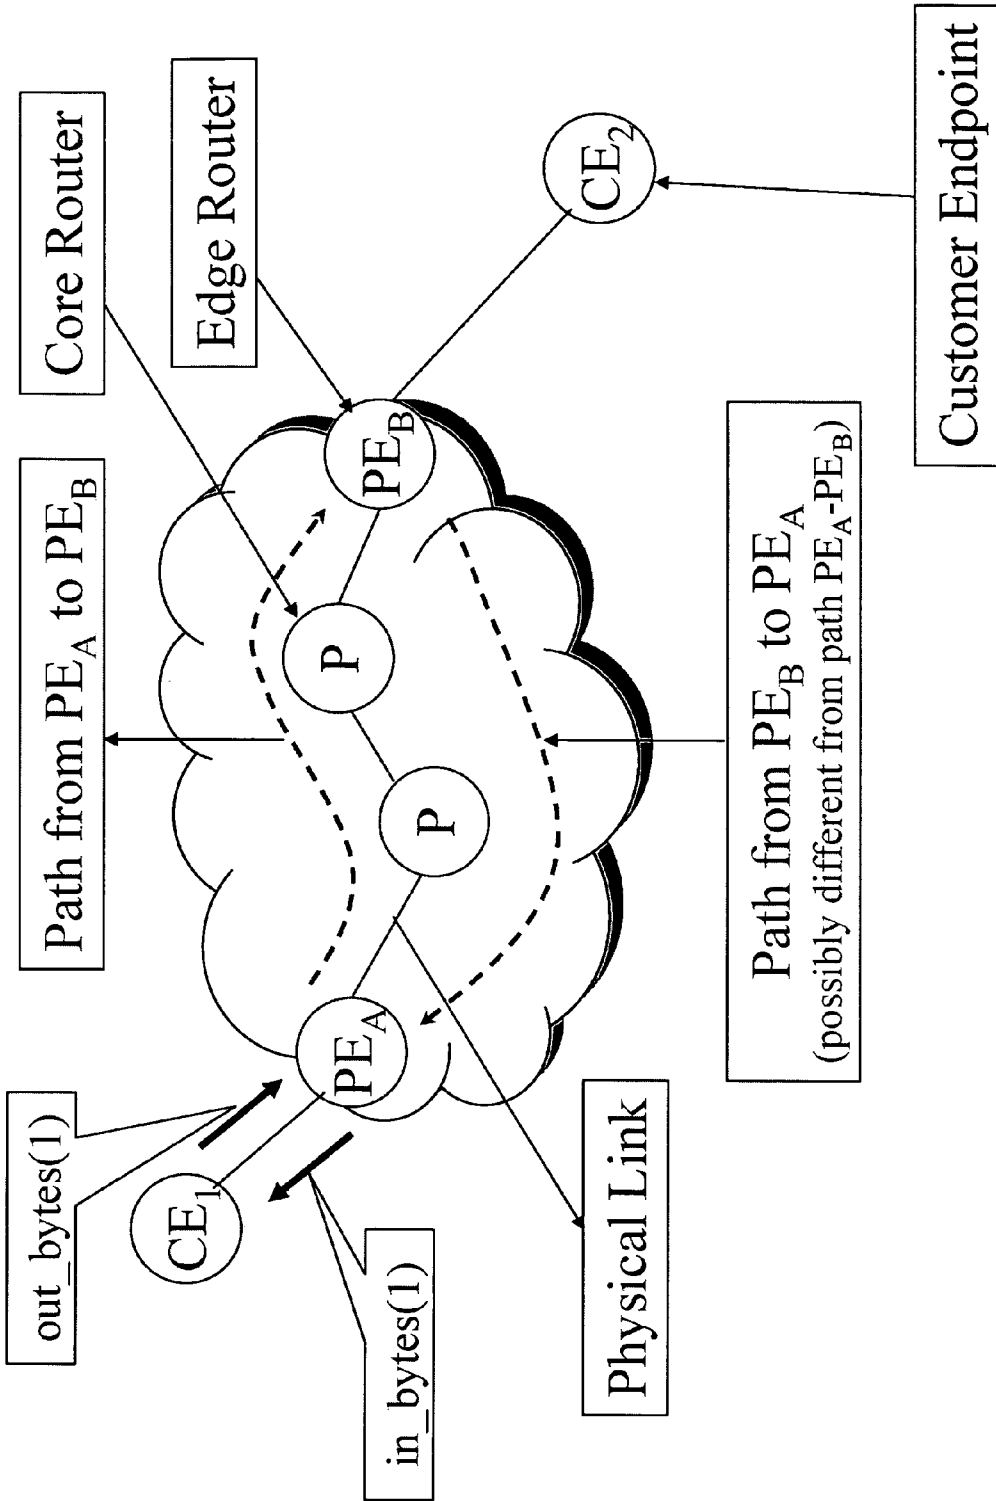 Path from PE_A to PE_B
Core Router
out_bytes(1)
Edge Router
CE_1
PE_A
P
P
PE_B
in_bytes(1)
CE_2
Physical Link
Path from PE_B to PE_A
(possibly different from path PE_A-PE_B)
Customer Endpoint